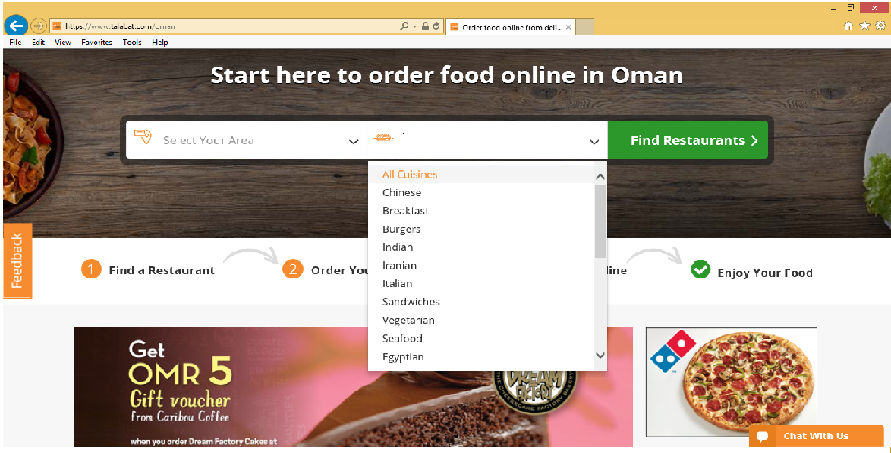 https://www.talabat.com/oman
Order food online from deli...
File Edit View Favorites Tools Help
Start here to order food online in Oman
Select Your Area
Find Restaurants
All Cuisines
Chinese
Breakfast
Burgers
Indian
Iranian
Italian
Sandwiches
Vegetarian
Seafood
Egyptian
Feedback
1 Find a Restaurant
2 Order You
line
Enjoy Your Food
Get
OMR 5
Gift voucher
from Caribou Coffee
when you order Dream Factory Cakes at
DREAM
FACTORY
Chat With Us